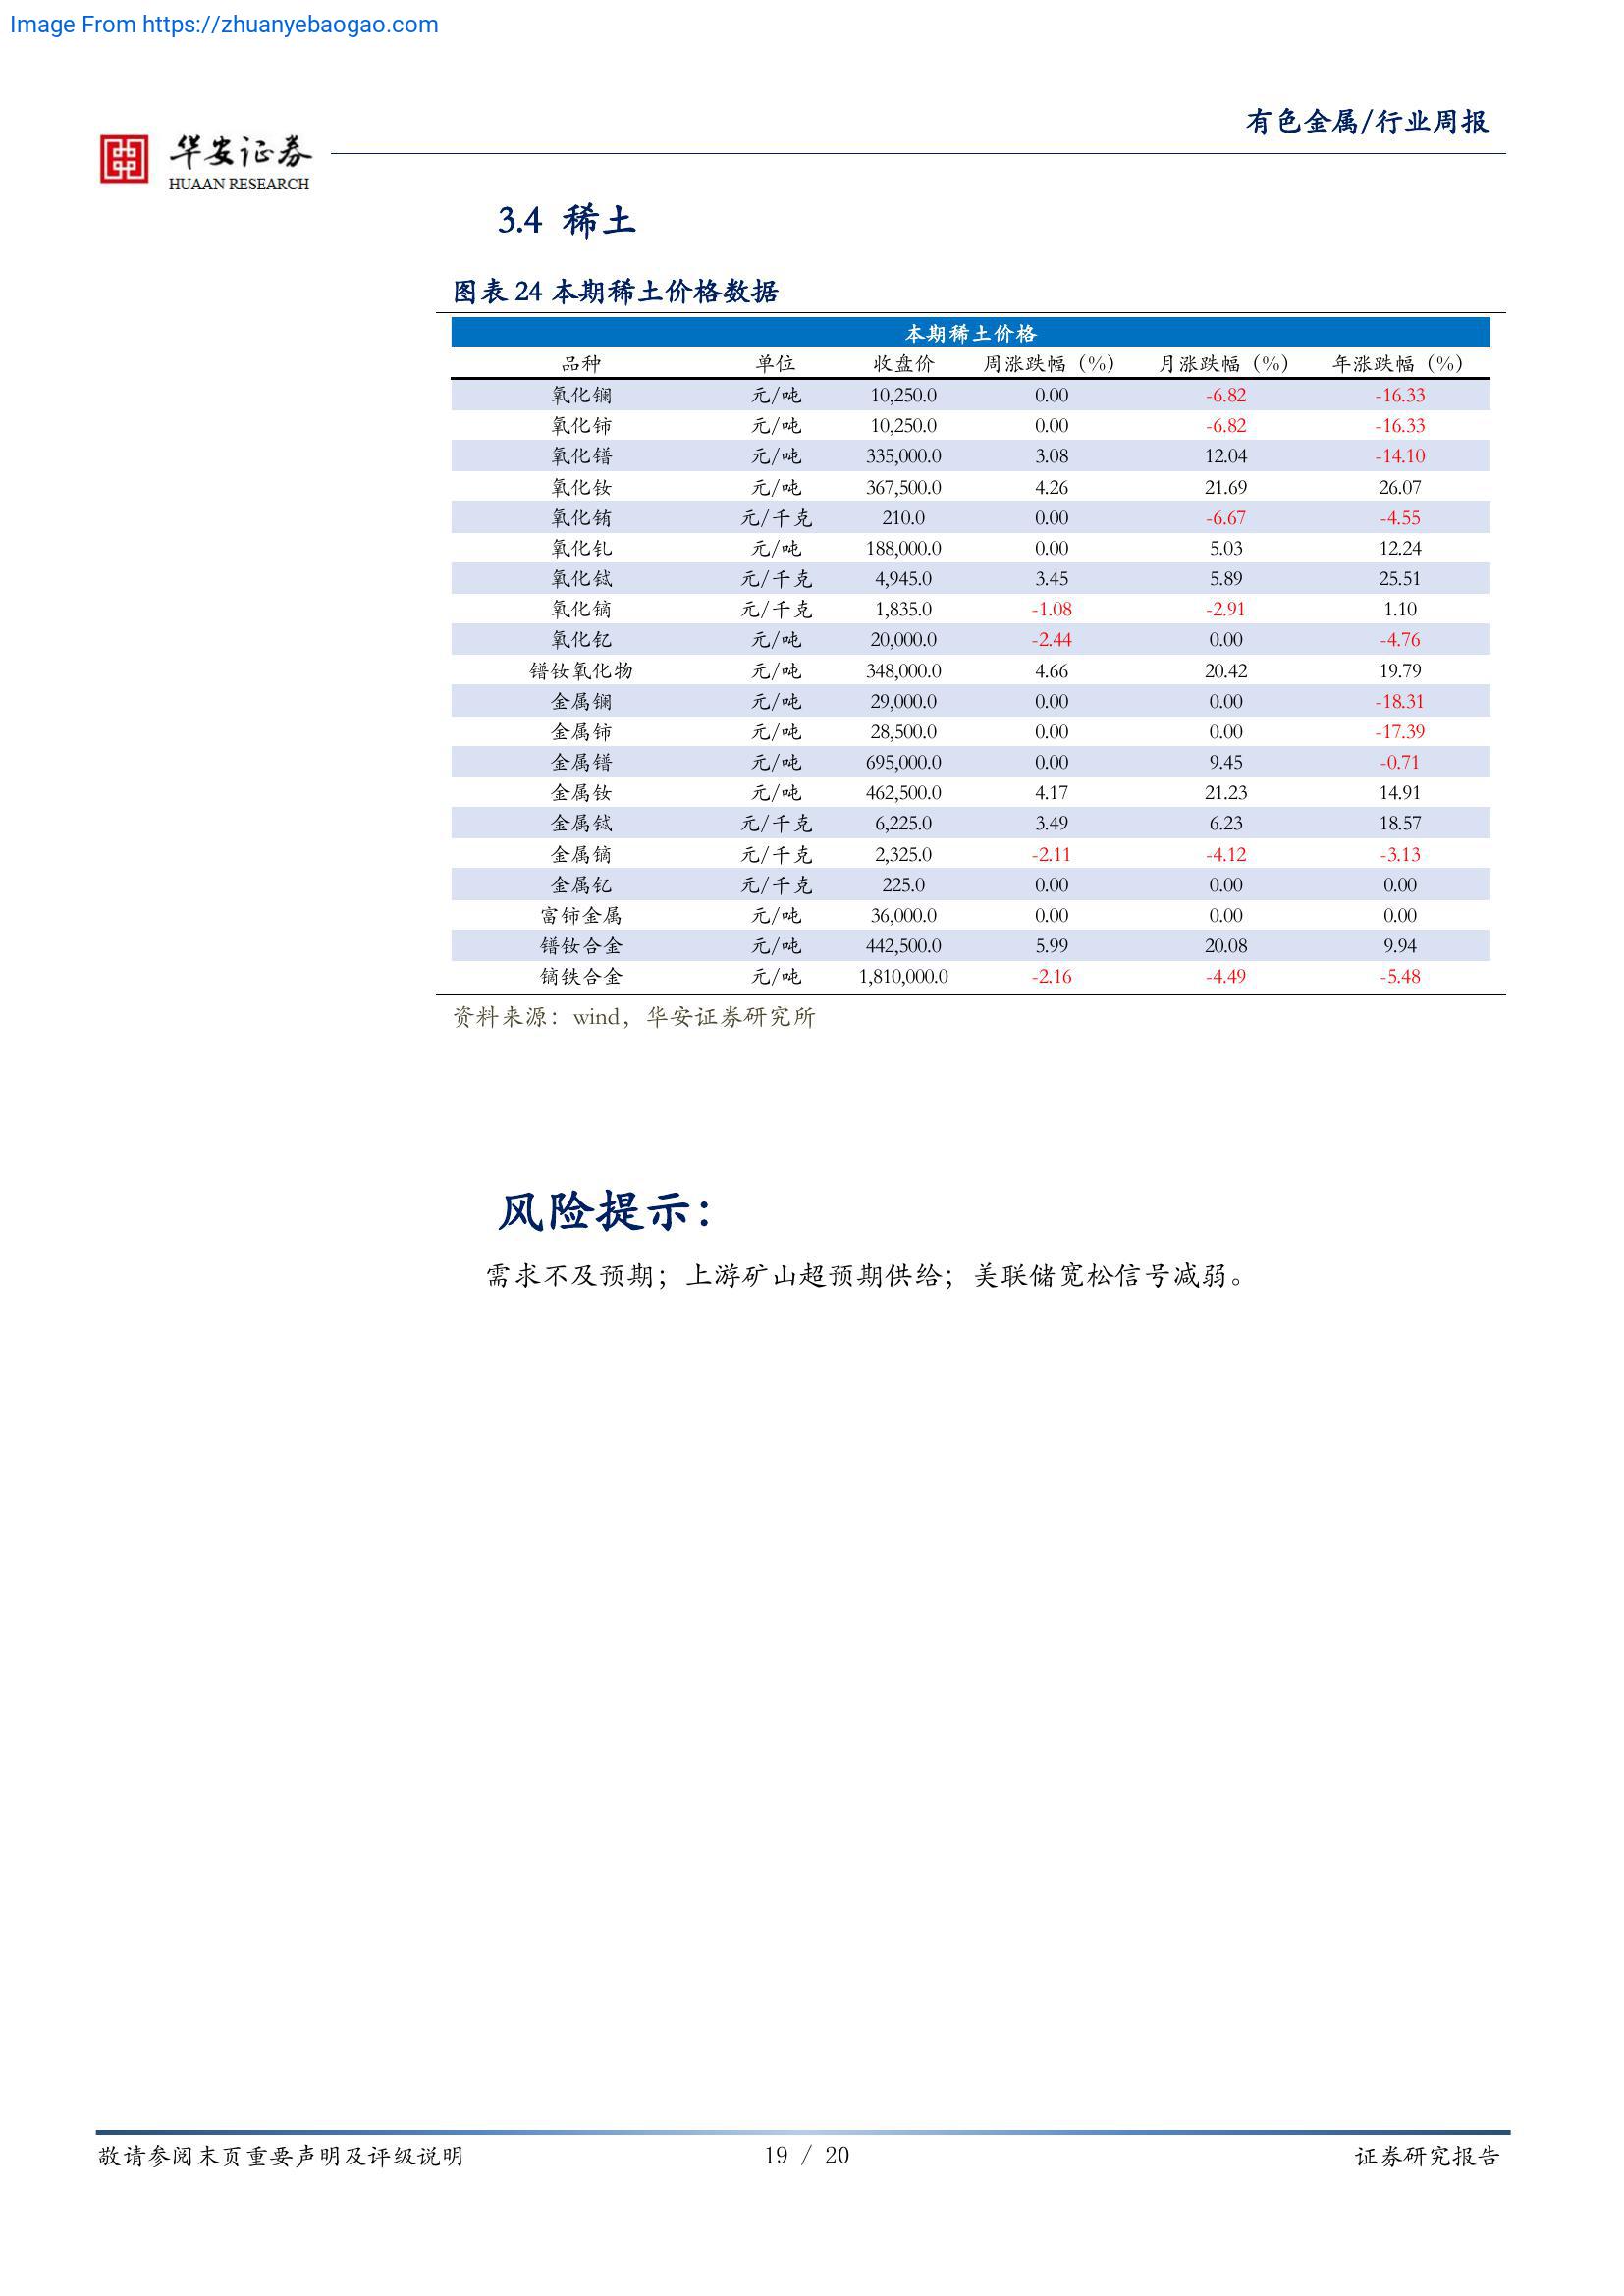 Image From https://zhuanyebaogao.com
有色金属/行业周报
华安证券
HUAAN RESEARCH
3.4 稀土
图表 24 本期稀土价格数据
本期稀土价格
品种 单位 收盘价 周涨跌幅（%） 月涨跌幅（%） 年涨跌幅（%）
氧化镧 元/吨 10,250.0 0.00 -6.82 -16.33
氧化铈 元/吨 10,250.0 0.00 -6.82 -16.33
氧化镨 元/吨 335,000.0 3.08 12.04 -14.10
氧化钕 元/吨 367,500.0 4.26 21.69 26.07
氧化铕 元/千克 210.0 0.00 -6.67 -4.55
氧化钆 元/吨 188,000.0 0.00 5.03 12.24
氧化铽 元/千克 4,945.0 3.45 5.89 25.51
氧化镝 元/千克 1,835.0 -1.08 -2.91 1.10
氧化钇 元/吨 20,000.0 -2.44 0.00 -4.76
镨钕氧化物 元/吨 348,000.0 4.66 20.42 19.79
金属镧 元/吨 29,000.0 0.00 0.00 -18.31
金属铈 元/吨 28,500.0 0.00 0.00 -17.39
金属镨 元/吨 695,000.0 0.00 9.45 -0.71
金属钕 元/吨 462,500.0 4.17 21.23 14.91
金属铽 元/千克 6,225.0 3.49 6.23 18.57
金属镝 元/千克 2,325.0 -2.11 -4.12 -3.13
金属钇 元/千克 225.0 0.00 0.00 0.00
富铈金属 元/吨 36,000.0 0.00 0.00 0.00
镨钕合金 元/吨 442,500.0 5.99 20.08 9.94
镝铁合金 元/吨 1,810,000.0 -2.16 -4.49 -5.48
资料来源：wind，华安证券研究所
风险提示：
需求不及预期；上游矿山超预期供给；美联储宽松信号减弱。
敬请参阅末页重要声明及评级说明 19 / 20 证券研究报告